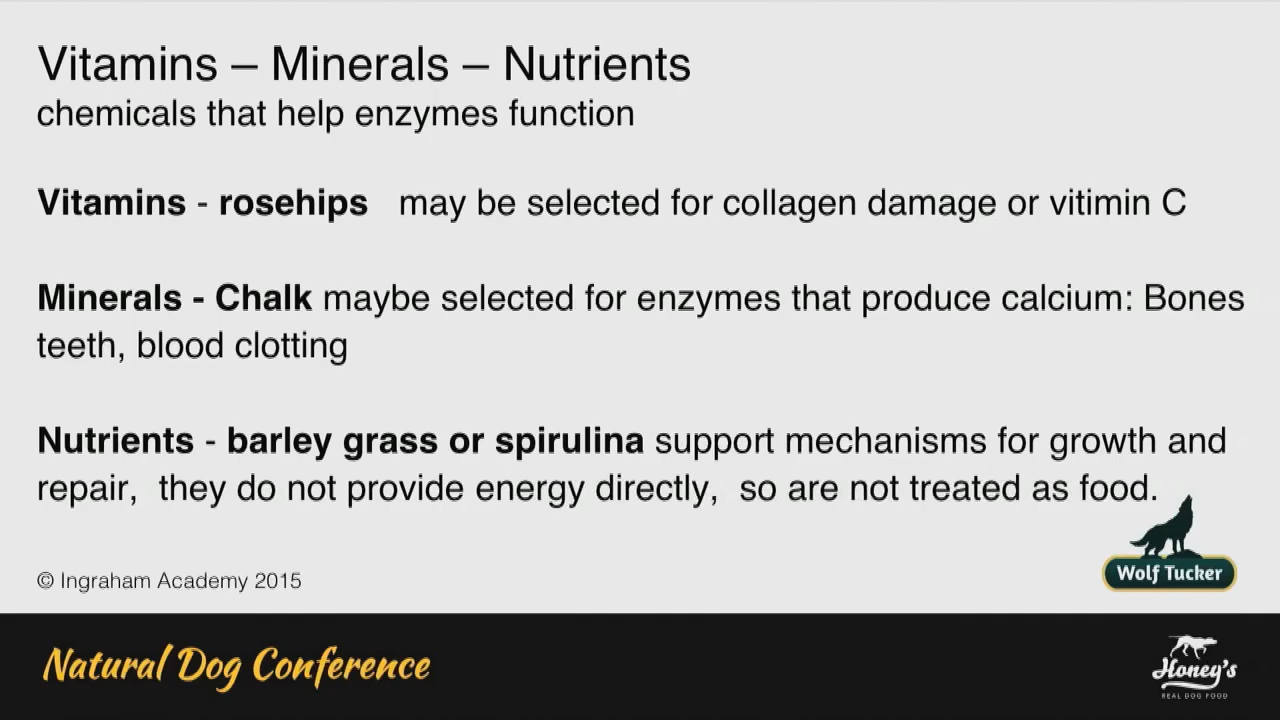 Vitamins – Minerals – Nutrients
chemicals that help enzymes function
Vitamins - rosehips may be selected for collagen damage or vitimin C
Minerals - Chalk maybe selected for enzymes that produce calcium: Bones
teeth, blood clotting
Nutrients - barley grass or spirulina support mechanisms for growth and
repair, they do not provide energy directly, so are not treated as food.
© Ingraham Academy 2015
Wolf Tucker
Natural Dog Conference
Honey's
REAL DOG FOOD